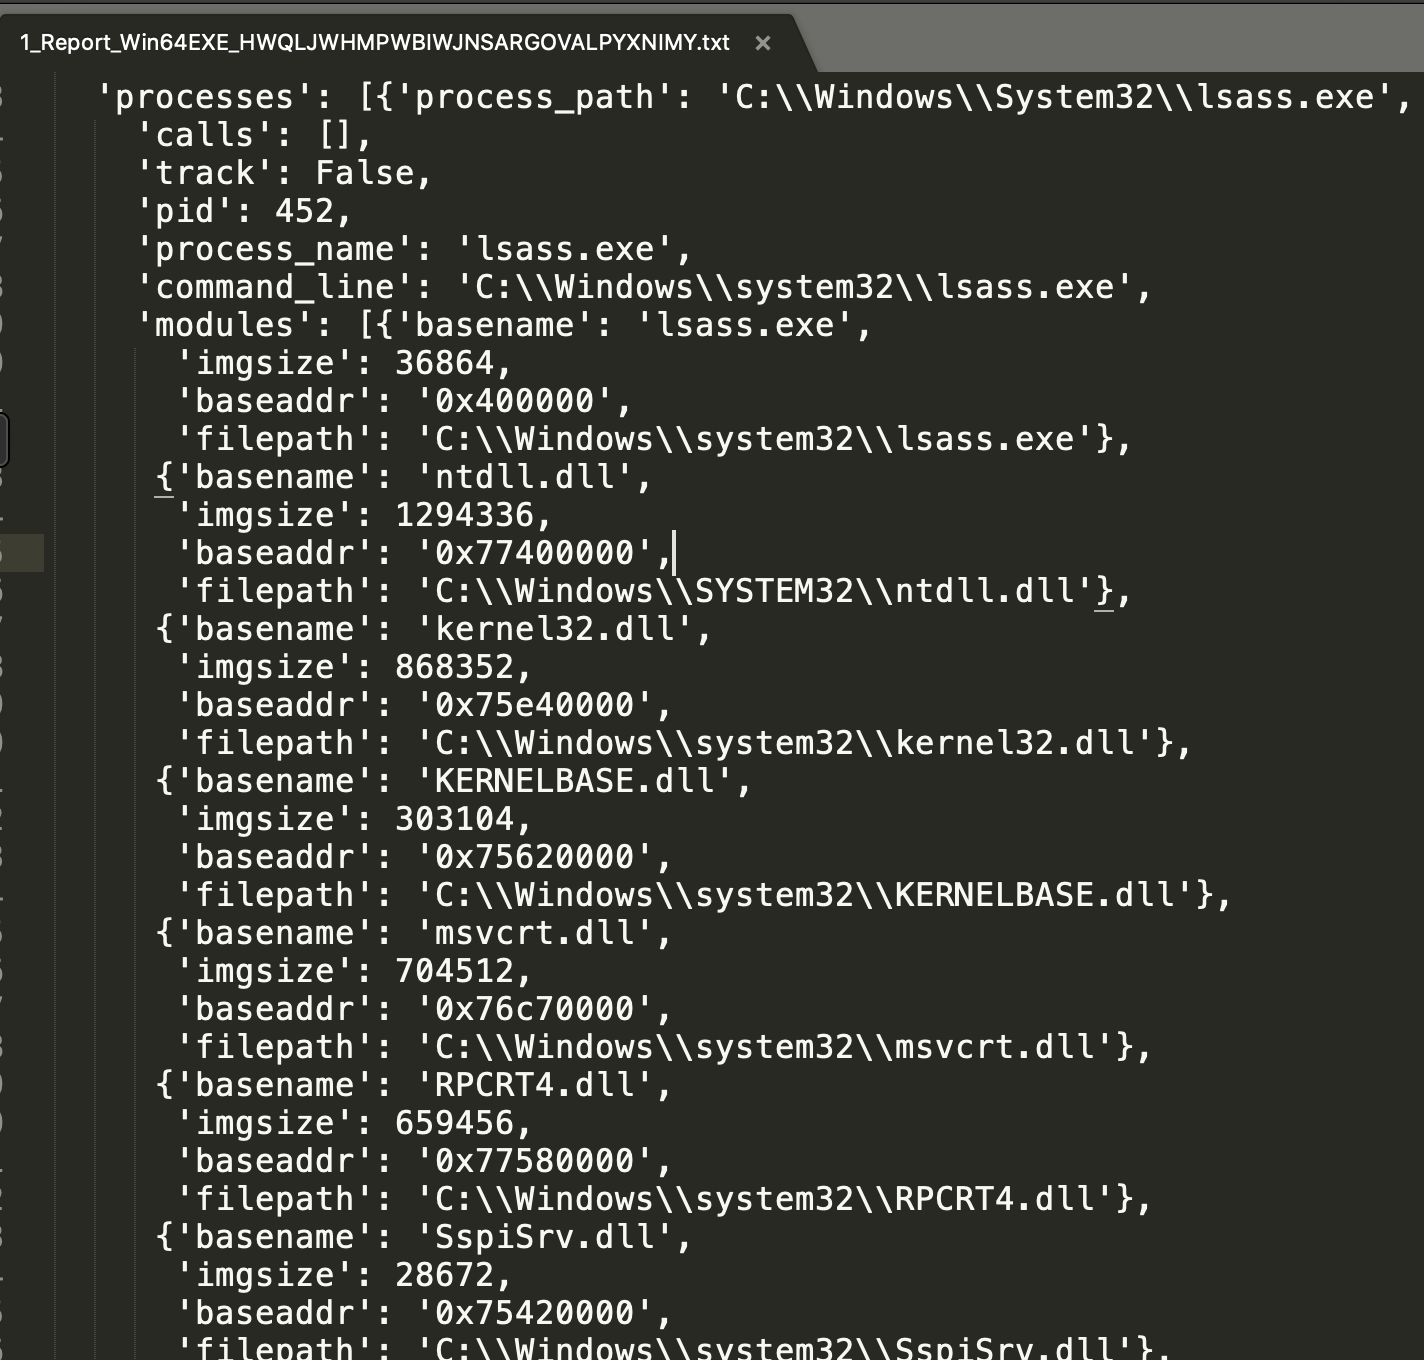 1_Report_Win64EXE_HWQLJWHMPWBIWJNSARGOVALPYXNIMY.txt ×
'processes': [{'process_path': 'C:\\Windows\\System32\\lsass.exe',
'calls': [],
'track': False,
'pid': 452,
'process_name': 'lsass.exe',
'command_line': 'C:\\Windows\\system32\\lsass.exe',
'modules': [{'basename': 'lsass.exe',
'imgsize': 36864,
'baseaddr': '0x400000',
'filepath': 'C:\\Windows\\system32\\lsass.exe'},
{'basename': 'ntdll.dll',
'imgsize': 1294336,
'baseaddr': '0x77400000',
'filepath': 'C:\\Windows\\SYSTEM32\\ntdll.dll'},
{'basename': 'kernel32.dll',
'imgsize': 868352,
'baseaddr': '0x75e40000',
'filepath': 'C:\\Windows\\system32\\kernel32.dll'},
{'basename': 'KERNELBASE.dll',
'imgsize': 303104,
'baseaddr': '0x75620000',
'filepath': 'C:\\Windows\\system32\\KERNELBASE.dll'},
{'basename': 'msvcrt.dll',
'imgsize': 704512,
'baseaddr': '0x76c70000',
'filepath': 'C:\\Windows\\system32\\msvcrt.dll'},
{'basename': 'RPCRT4.dll',
'imgsize': 659456,
'baseaddr': '0x77580000',
'filepath': 'C:\\Windows\\system32\\RPCRT4.dll'},
{'basename': 'SspiSrv.dll',
'imgsize': 28672,
'baseaddr': '0x75420000',
'filepath': 'C:\\Windows\\system32\\SspiSrv.dll'},